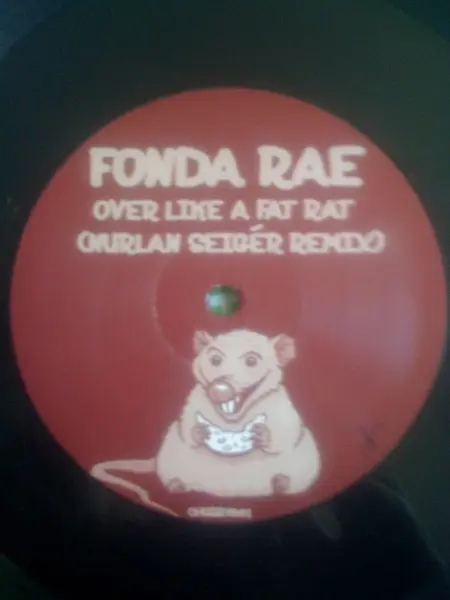 FONDA RAE
OVER LIKE A FAT RAT
(NURLAN SEIGÉR REMIX)